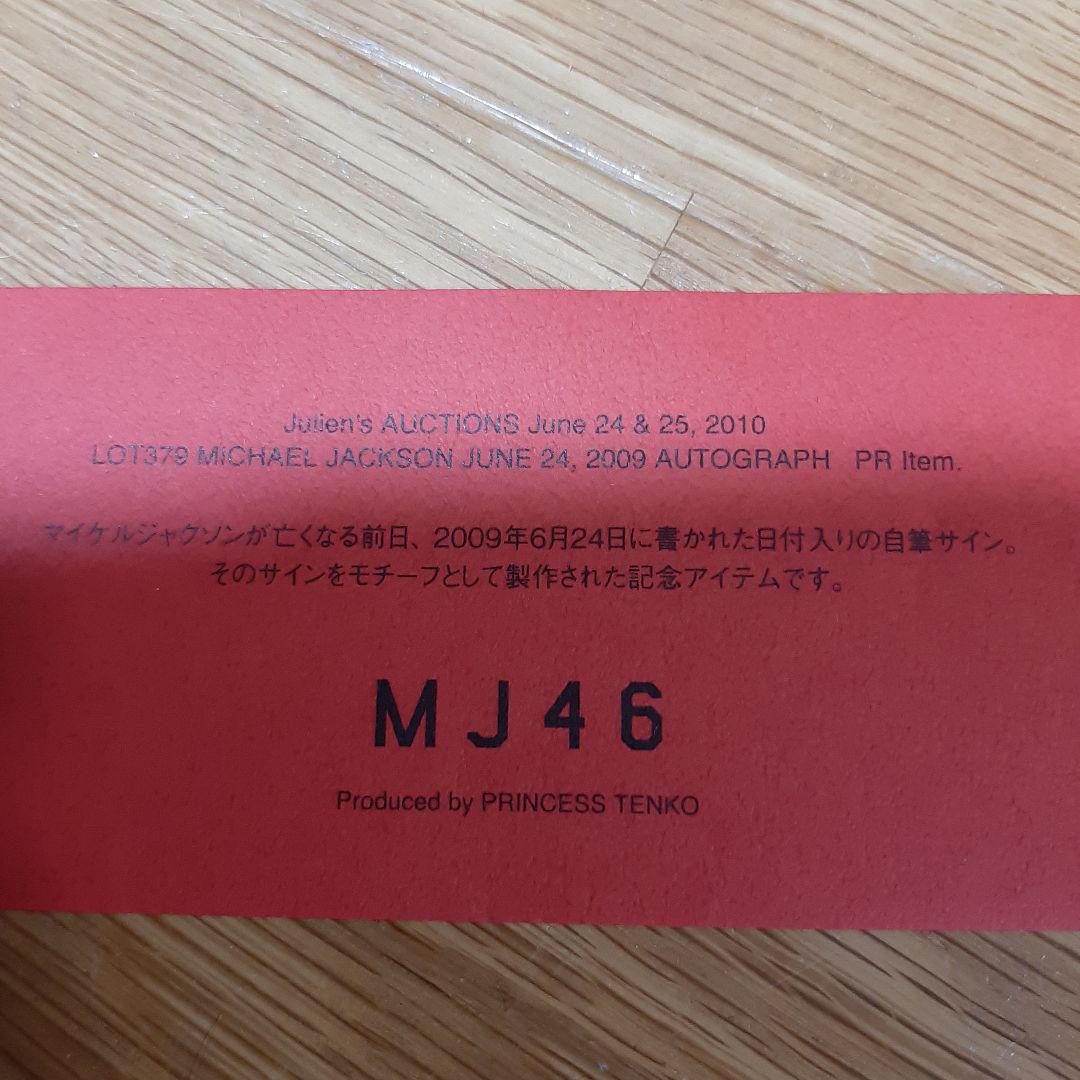 Julien's AUCTIONS June 24 & 25, 2010
LOT379 MICHAEL JACKSON JUNE 24, 2009 AUTOGRAPH PR Item.
マイケルジャクソンが亡くなる前日、2009年6月24日に書かれた日付入りの自筆サイン。
そのサインをモチーフとして製作された記念アイテムです。
MJ46
Produced by PRINCESS TENKO